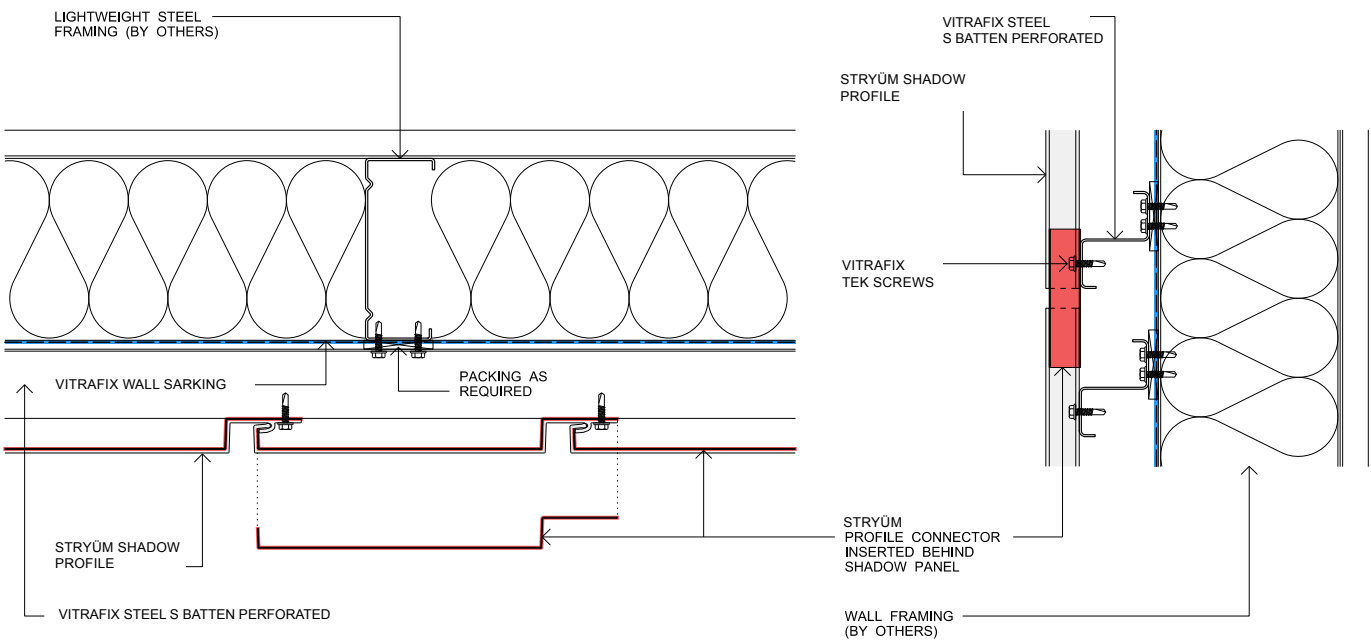 LIGHTWEIGHT STEEL
FRAMING (BY OTHERS)
VITRAFIX STEEL
S BATTEN PERFORATED
STRYÜM SHADOW
PROFILE
VITRAFIX
TEK SCREWS
VITRAFIX WALL SARKING
PACKING AS
REQUIRED
STRYÜM SHADOW
PROFILE
STRYÜM
PROFILE CONNECTOR
INSERTED BEHIND
SHADOW PANEL
VITRAFIX STEEL S BATTEN PERFORATED
WALL FRAMING
(BY OTHERS)